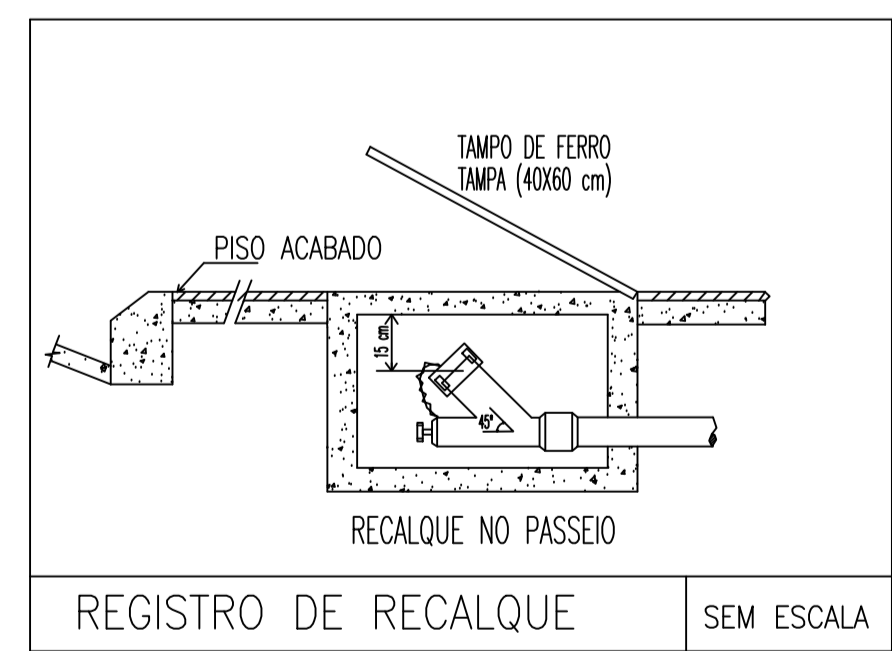 TAMPO DE FERRO
TAMPA (40X60 cm)
PISO ACABADO
15 cm
45°
RECALQUE NO PASSEIO
REGISTRO DE RECALQUE
SEM ESCALA